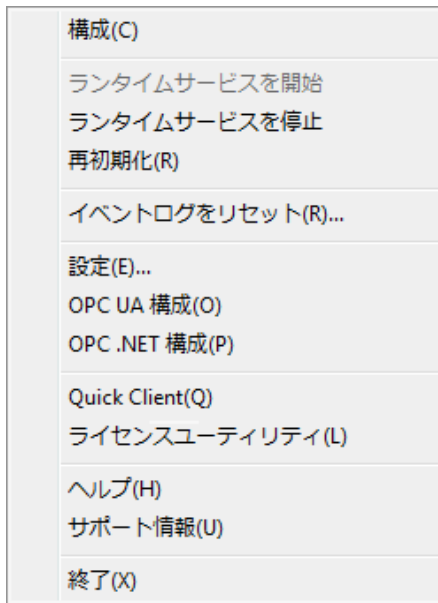 構成(C)
ランタイムサービスを開始
ランタイムサービスを停止
再初期化(R)
イベントログをリセット(R)...
設定(E)...
OPC UA 構成(O)
OPC .NET 構成(P)
Quick Client(Q)
ライセンスユーティリティ(L)
ヘルプ(H)
サポート情報(U)
終了(X)